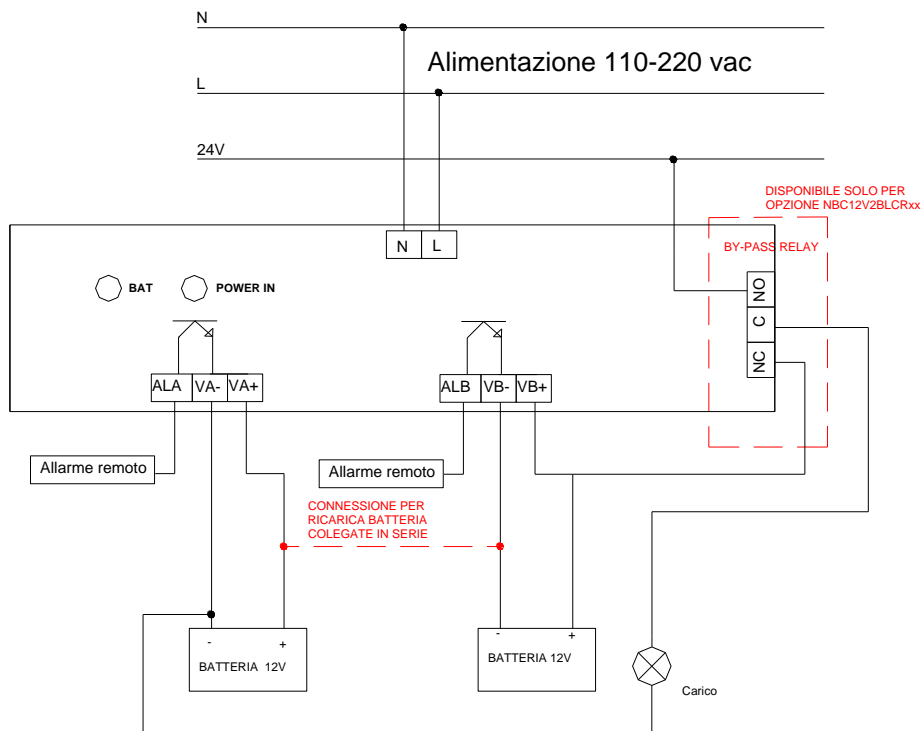 N
Alimentazione 110-220 vac
L
24V
DISPONIBILE SOLO PER
OPZIONE NBC12V2BLCRxx
BY-PASS RELAY
N L
BAT
POWER IN
NO
C
NC
ALA VA- VA+
ALB VB- VB+
Allarme remoto
Allarme remoto
CONNESSIONE PER
RICARICA BATTERIA
COLEGATE IN SERIE
- +
BATTERIA 12V
- +
BATTERIA 12V
Carico